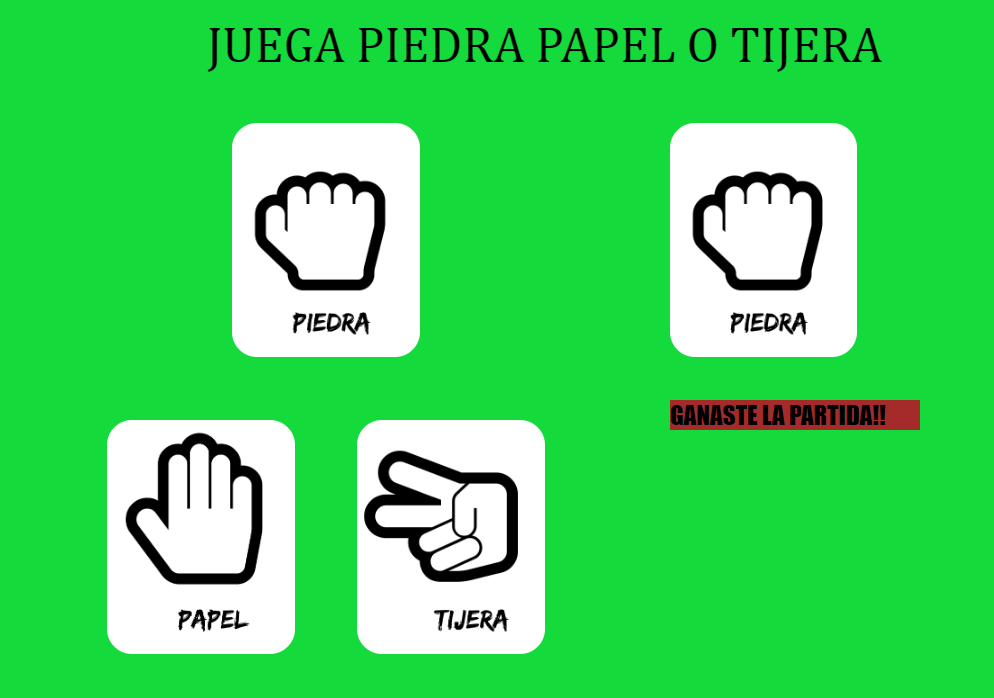 JUEGA PIEDRA PAPEL O TIJERA
PIEDRA
PIEDRA
GANASTE LA PARTIDA!!
PAPEL
TIJERA